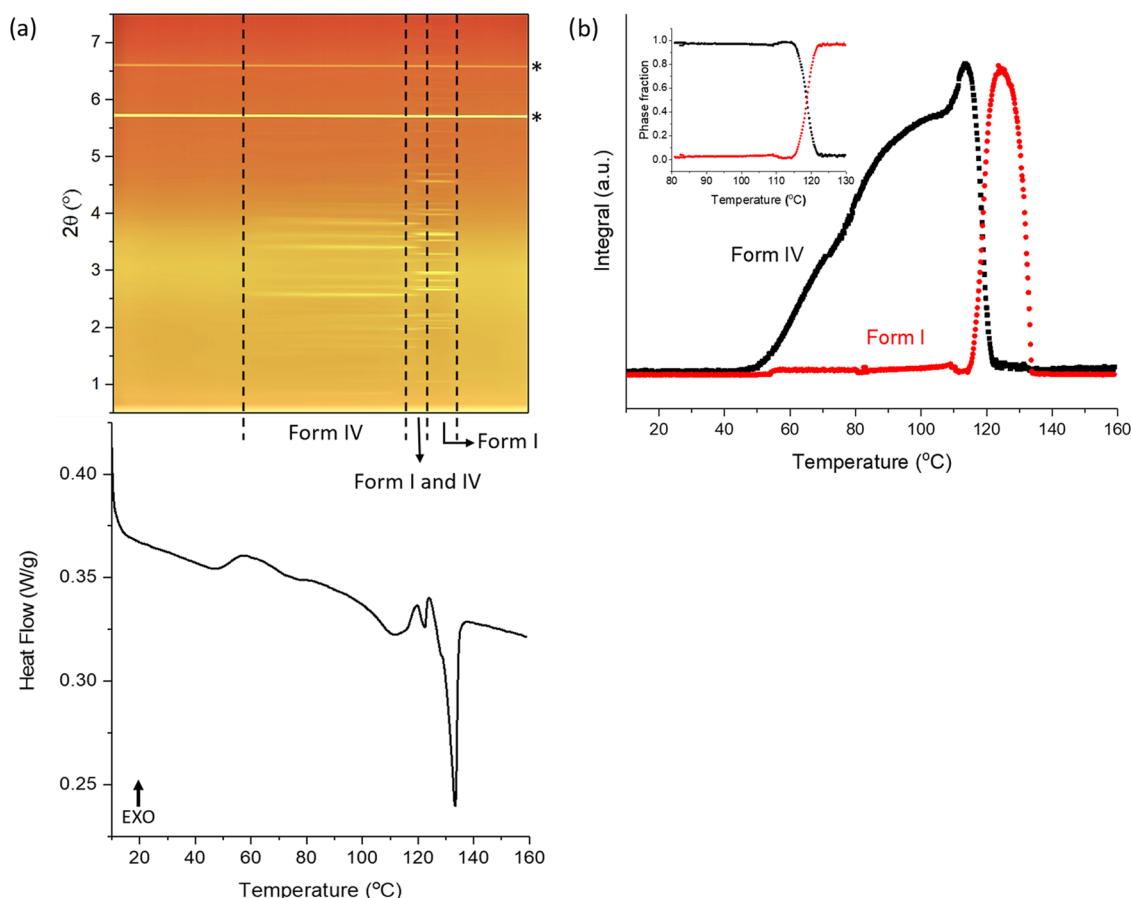 (a)
7
6
5
4
3
2
1
2θ (°)
*
*
Form IV
Form I
Form I and IV
0.40
0.35
0.30
0.25
Heat Flow (W/g)
EXO
20 40 60 80 100 120 140 160
Temperature (°C)
(b)
1.0
0.8
0.6
0.4
0.2
0.0
Phase fraction
80 90 100 110 120 130
Temperature (°C)
Integral (a.u.)
Form IV
Form I
20 40 60 80 100 120 140 160
Temperature (°C)